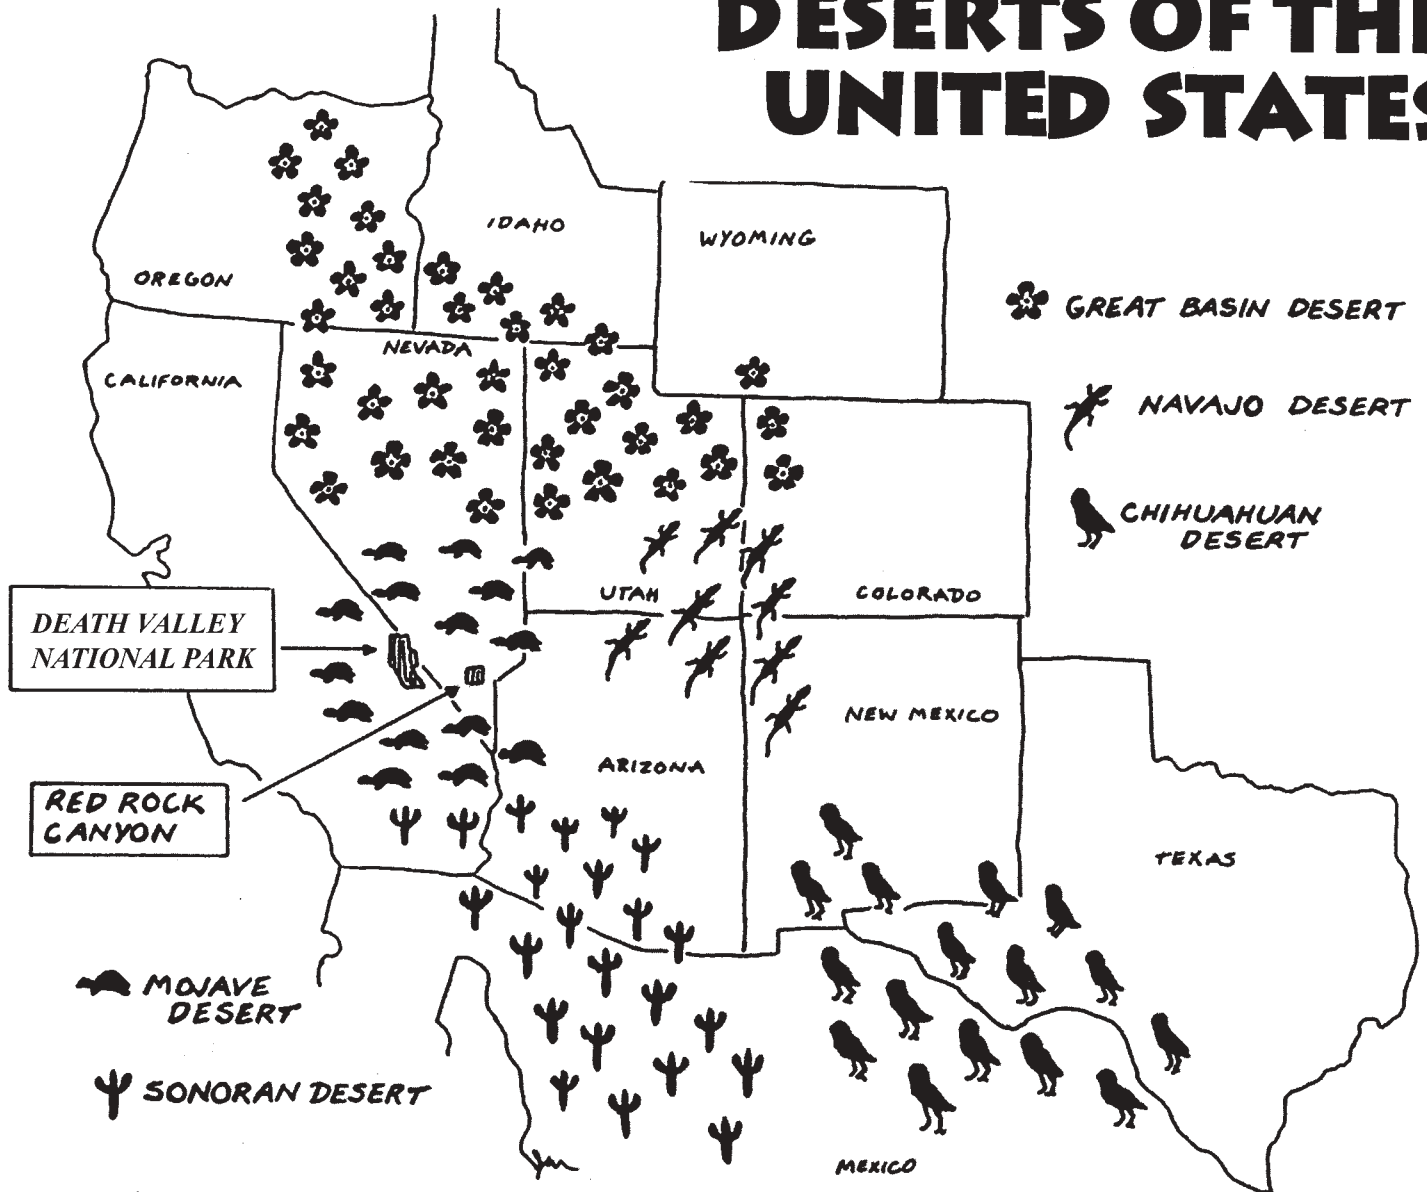 DESERTS OF THE
UNITED STATES
IDAHO
WYOMING
OREGON
GREAT BASIN DESERT
NEVADA
CALIFORNIA
NAVAJO DESERT
CHIHUAHUAN
DESERT
UTAH
COLORADO
DEATH VALLEY
NATIONAL PARK
NEW MEXICO
ARIZONA
RED ROCK
CANYON
TEXAS
MOJAVE
DESERT
SONORAN DESERT
MEXICO